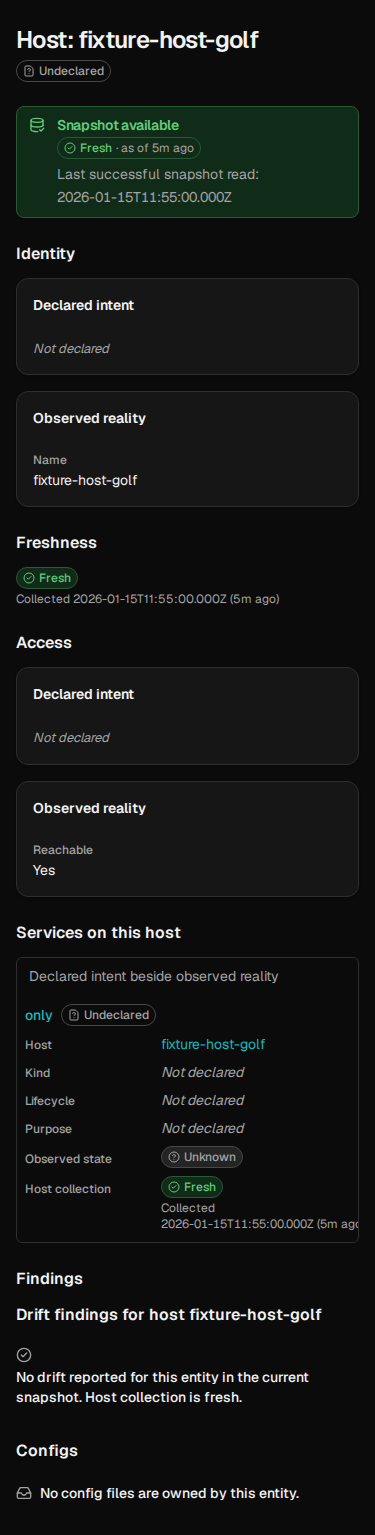 Host: fixture-host-golf
Undeclared
Snapshot available
Fresh · as of 5m ago
Last successful snapshot read:
2026-01-15T11:55:00.000Z
Identity
Declared intent
Not declared
Observed reality
Name
fixture-host-golf
Freshness
Fresh
Collected 2026-01-15T11:55:00.000Z (5m ago)
Access
Declared intent
Not declared
Observed reality
Reachable
Yes
Services on this host
Declared intent beside observed reality
only Undeclared
Host fixture-host-golf
Kind Not declared
Lifecycle Not declared
Purpose Not declared
Observed state Unknown
Host collection Fresh
Collected
2026-01-15T11:55:00.000Z (5m ago
Findings
Drift findings for host fixture-host-golf
No drift reported for this entity in the current
snapshot. Host collection is fresh.
Configs
No config files are owned by this entity.